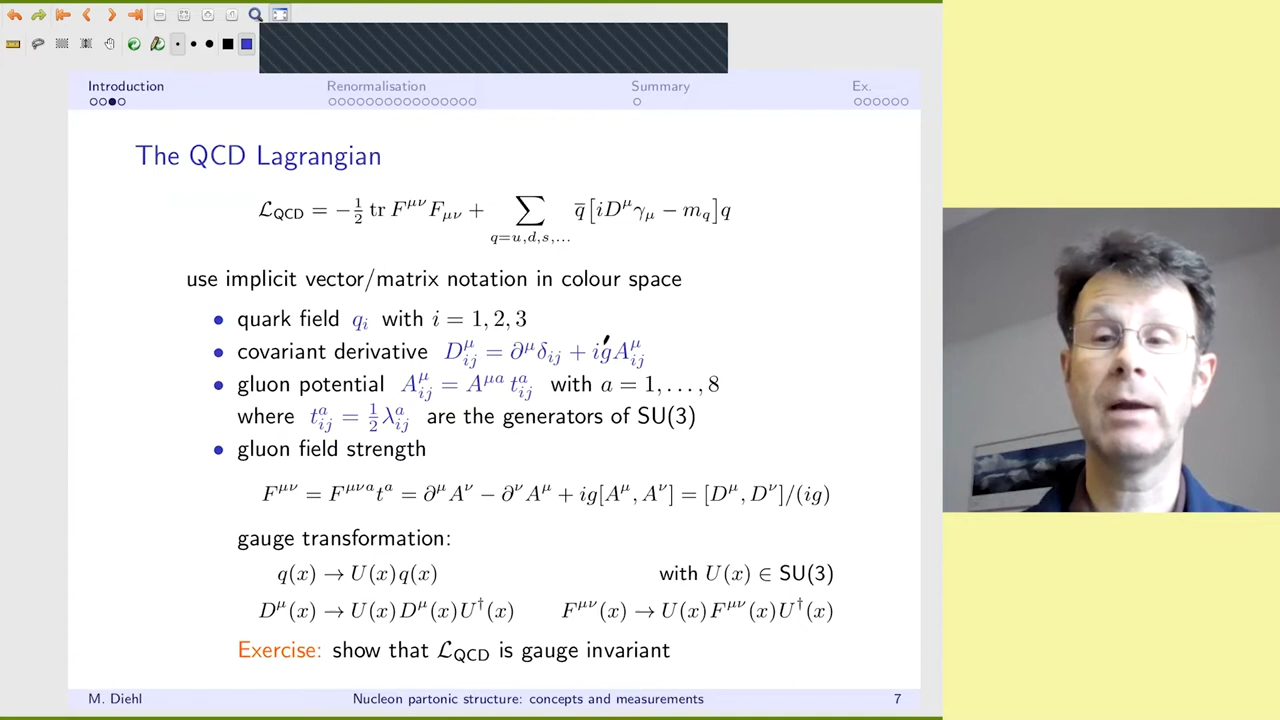 Introduction Renormalisation Summary Ex.
The QCD Lagrangian
ℒ_QCD = −½ tr F^{μν}F_{μν} + ∑_{q=u,d,s,...} q̄[iD^μγ_μ − m_q]q
use implicit vector/matrix notation in colour space
• quark field q_i with i = 1, 2, 3
• covariant derivative D^μ_{ij} = ∂^μδ_{ij} + igA^μ_{ij}
• gluon potential A^μ_{ij} = A^{μa} t^a_{ij} with a = 1, . . . , 8
where t^a_{ij} = ½λ^a_{ij} are the generators of SU(3)
• gluon field strength
F^{μν} = F^{μνa}t^a = ∂^μA^ν − ∂^νA^μ + ig[A^μ, A^ν] = [D^μ, D^ν]/(ig)
gauge transformation:
q(x) → U(x)q(x) with U(x) ∈ SU(3)
D^μ(x) → U(x)D^μ(x)U^†(x) F^{μν}(x) → U(x)F^{μν}(x)U^†(x)
Exercise: show that ℒ_QCD is gauge invariant
M. Diehl Nucleon partonic structure: concepts and measurements 7